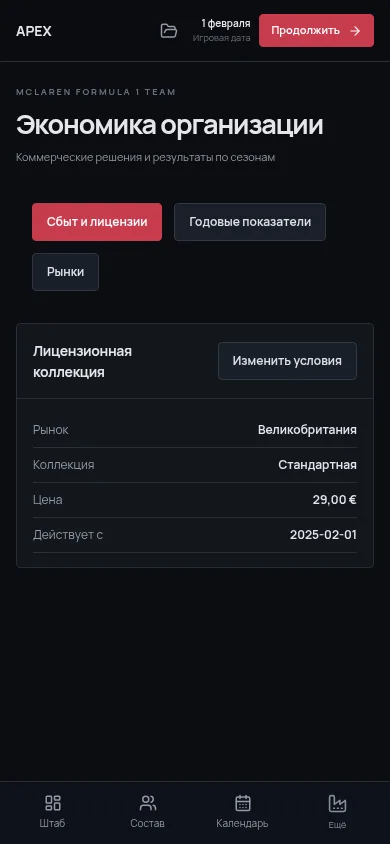 APEX
1 февраля
Игровая дата
Продолжить
MCLAREN FORMULA 1 TEAM
Экономика организации
Коммерческие решения и результаты по сезонам
Сбыт и лицензии
Годовые показатели
Рынки
Лицензионная
коллекция
Изменить условия
Рынок
Великобритания
Коллекция
Стандартная
Цена
29,00 €
Действует с
2025-02-01
Штаб
Состав
Календарь
Ещё